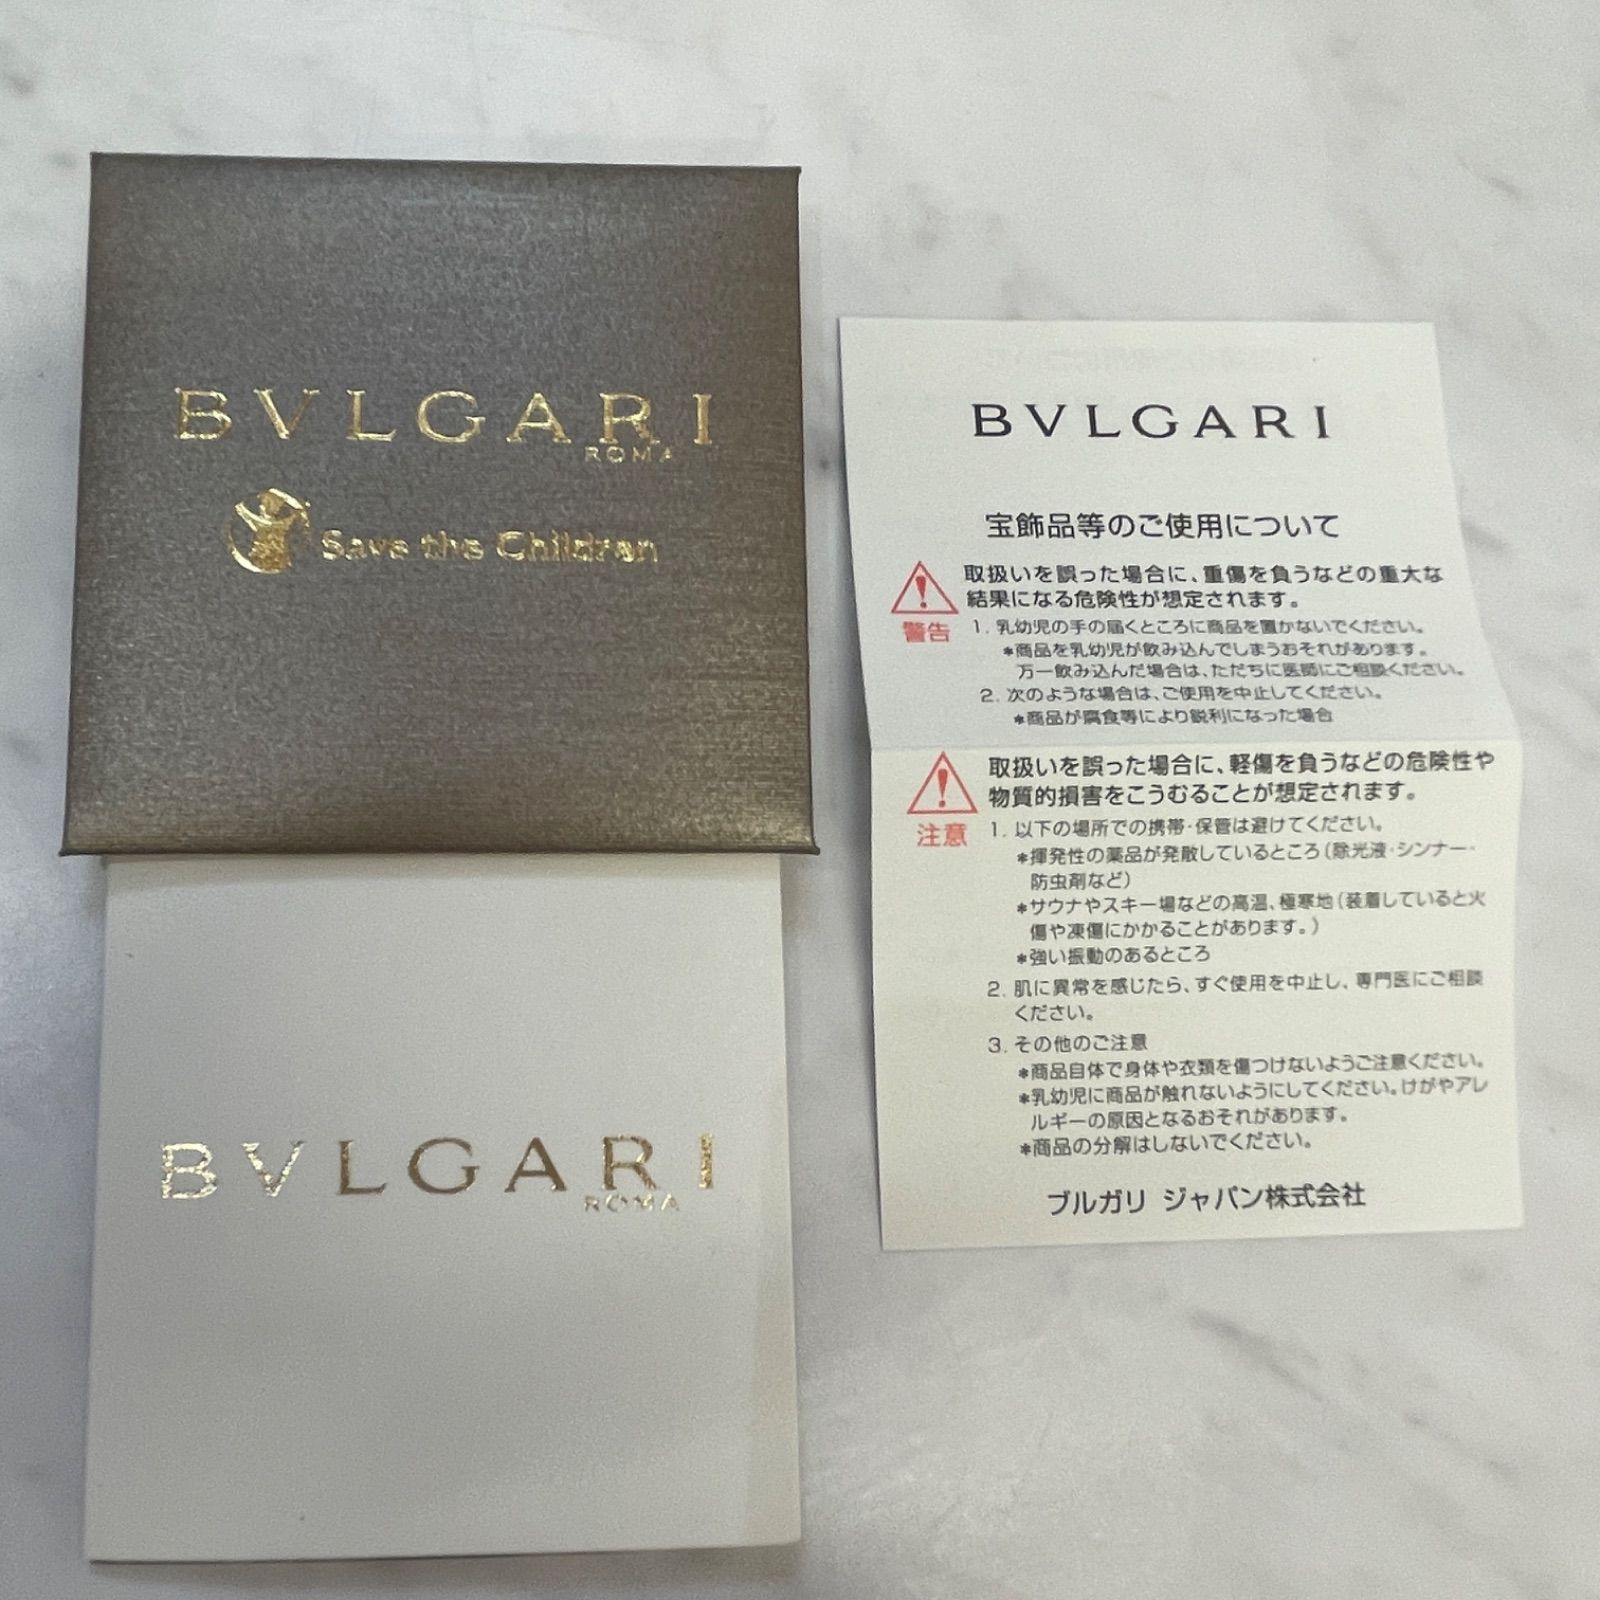 BVLGARI
ROMA
Save the Children
BVLGARI
ROMA
BVLGARI
宝飾品等のご使用について
取扱いを誤った場合に、重傷を負うなどの重大な
結果になる危険性が想定されます。
警告
1. 乳幼児の手の届くところに商品を置かないでください。
*商品を乳幼児が飲み込んでしまうおそれがあります。
万一飲み込んだ場合は、ただちに医師にご相談ください。
2. 次のような場合は、ご使用を中止してください。
*商品が腐食等により鋭利になった場合
取扱いを誤った場合に、軽傷を負うなどの危険性や
物質的損害をこうむることが想定されます。
注意
1. 以下の場所での携帯・保管は避けてください。
*揮発性の薬品が発散しているところ(除光液・シンナー・
防虫剤など)
*サウナやスキー場などの高温、極寒地(装着していると火
傷や凍傷にかかることがあります。)
*強い振動のあるところ
2. 肌に異常を感じたら、すぐ使用を中止し、専門医にご相談
ください。
3. その他のご注意
*商品自体で身体や衣類を傷つけないようご注意ください。
*乳幼児に商品が触れないようにしてください。けがやアレ
ルギーの原因となるおそれがあります。
*商品の分解はしないでください。
ブルガリ ジャパン株式会社